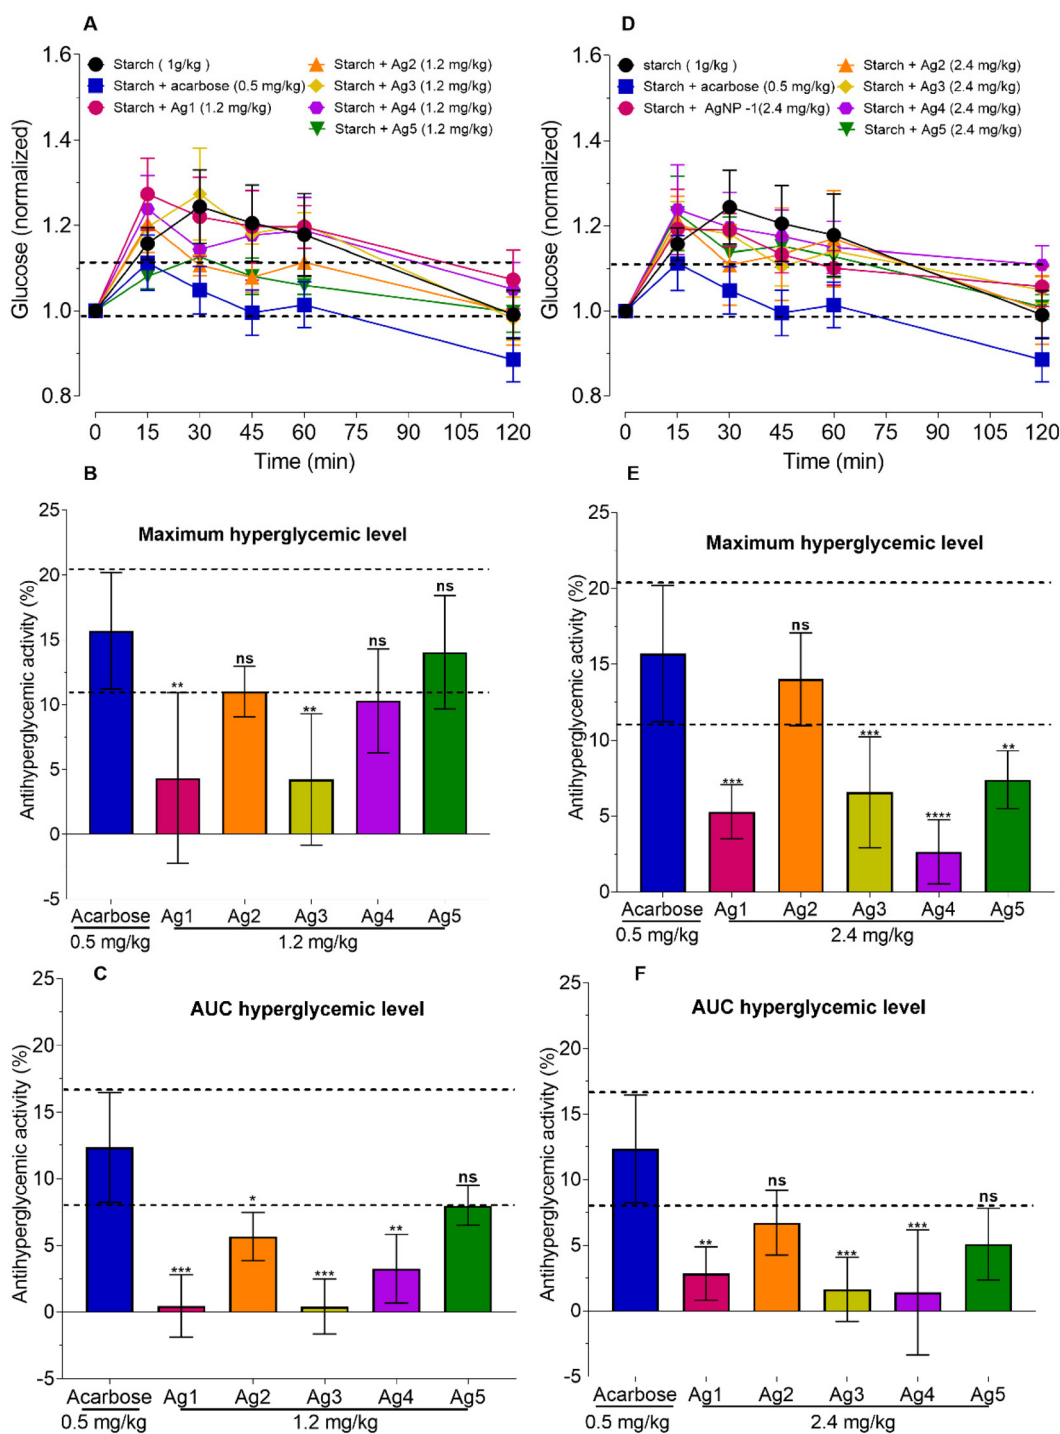 A
Starch ( 1g/kg )
Starch + acarbose (0.5 mg/kg)
Starch + Ag1 (1.2 mg/kg)
Starch + Ag2 (1.2 mg/kg)
Starch + Ag3 (1.2 mg/kg)
Starch + Ag4 (1.2 mg/kg)
Starch + Ag5 (1.2 mg/kg)
Glucose (normalized)
1.6
1.4
1.2
1.0
0.8
0 15 30 45 60 75 90 105 120
Time (min)
D
starch (1g/kg)
Starch + acarbose (0.5 mg/kg)
Starch + AgNP -1(2.4 mg/kg)
Starch + Ag2 (2.4 mg/kg)
Starch + Ag3 (2.4 mg/kg)
Starch + Ag4 (2.4 mg/kg)
Starch + Ag5 (2.4 mg/kg)
Glucose (normalized)
1.6
1.4
1.2
1.0
0.8
0 15 30 45 60 75 90 105 120
Time (min)
B
Maximum hyperglycemic level
Antihyperglycemic activity (%)
25
20
15
10
5
0
-5
** ns ** ns ns
Acarbose Ag1 Ag2 Ag3 Ag4 Ag5
0.5 mg/kg 1.2 mg/kg
E
Maximum hyperglycemic level
Antihyperglycemic activity (%)
25
20
15
10
5
0
*** ns *** **** **
Acarbose Ag1 Ag2 Ag3 Ag4 Ag5
0.5 mg/kg 2.4 mg/kg
C
AUC hyperglycemic level
Antihyperglycemic activity (%)
25
20
15
10
5
0
-5
*** * *** ** ns
Acarbose Ag1 Ag2 Ag3 Ag4 Ag5
0.5 mg/kg 1.2 mg/kg
F
AUC hyperglycemic level
Antihyperglycemic activity (%)
25
20
15
10
5
0
-5
** ns *** *** ns
Acarbose Ag1 Ag2 Ag3 Ag4 Ag5
0.5 mg/kg 2.4 mg/kg